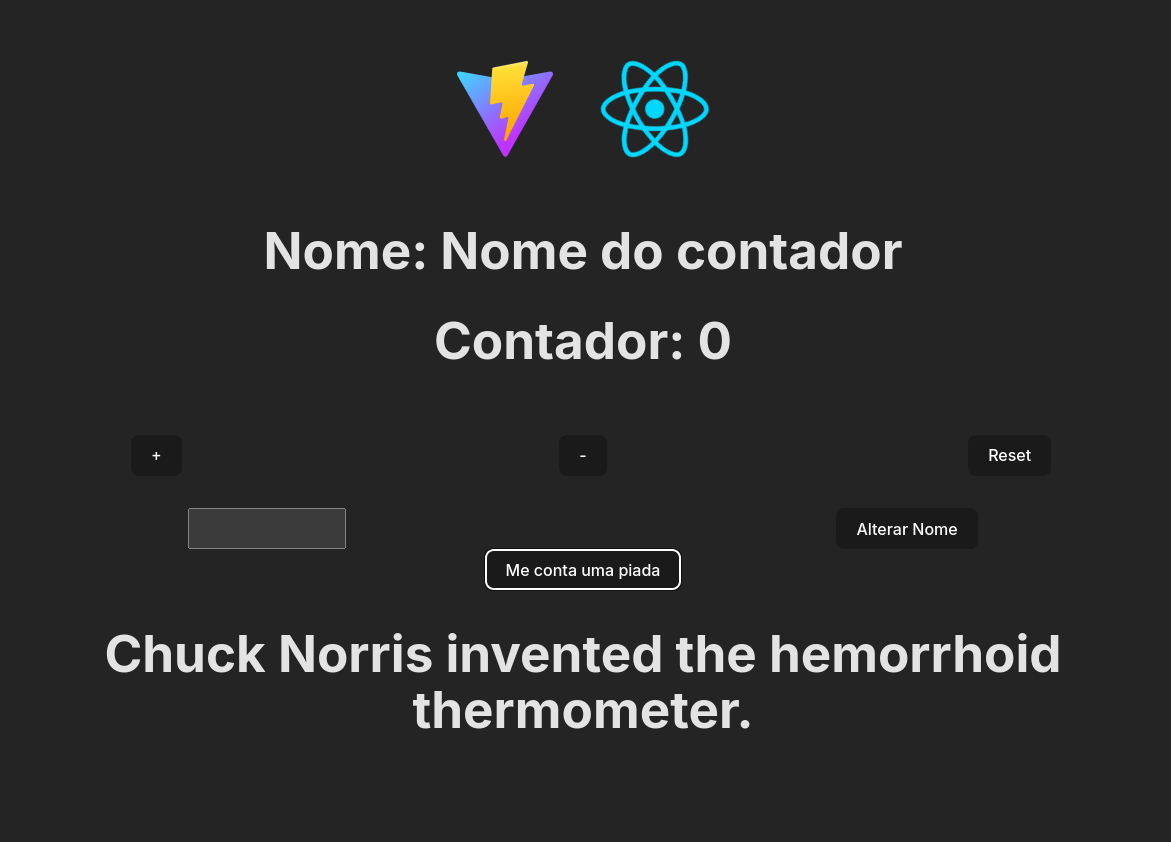 Nome: Nome do contador
Contador: 0
+ - Reset
Alterar Nome
Me conta uma piada
Chuck Norris invented the hemorrhoid
thermometer.